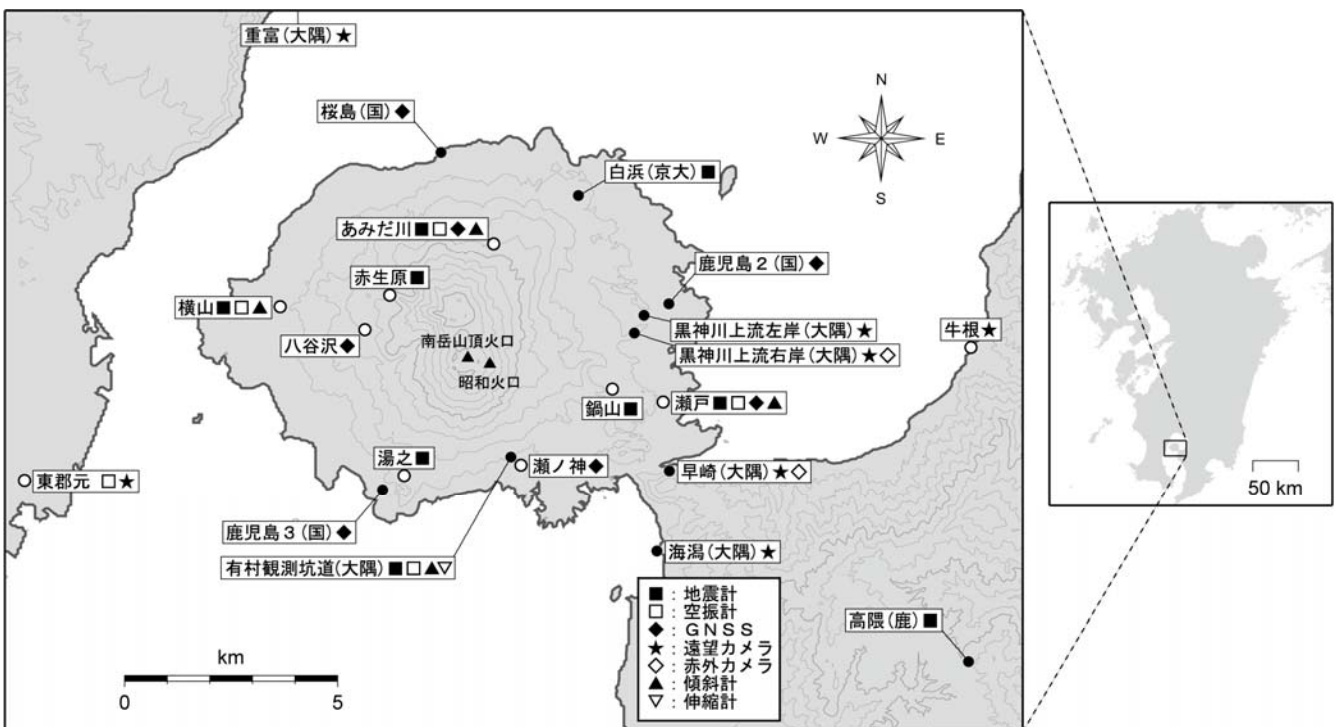 重富(大隅)★
桜島(国)◆
N
W E
S
白浜(京大)■
あみだ川■□◆▲
鹿児島2(国)◆
赤生原■
横山■□▲
黒神川上流左岸(大隅)★
牛根★
八谷沢◆
南岳山頂火口
黒神川上流右岸(大隅)★◇
昭和火口
鍋山■
瀬戸■□◆▲
湯之■
瀬ノ神◆
早崎(大隅)★◇
東郡元 □★
50 km
鹿児島3(国)◆
海潟(大隅)★
有村観測坑道(大隅)■□▲▽
■:地震計
□:空振計
◆:GNSS
★:遠望カメラ
◇:赤外カメラ
▲:傾斜計
▽:伸縮計
高隈(鹿)■
km
0 5